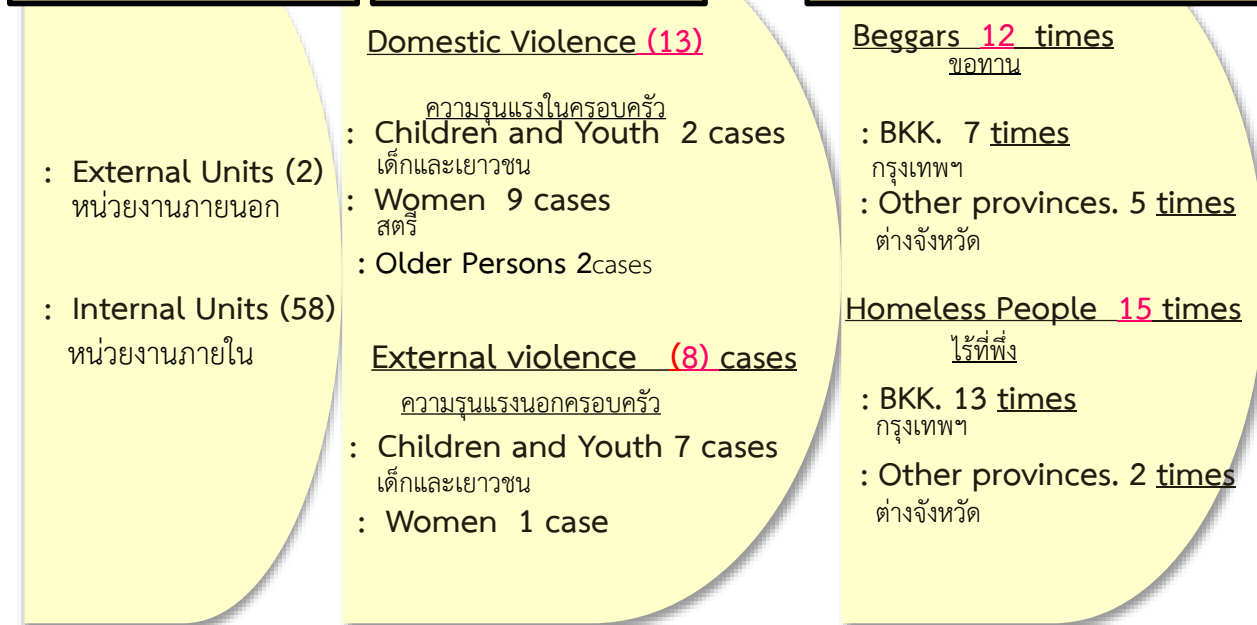 : External Units (2)
หน่วยงานภายนอก
: Internal Units (58)
หน่วยงานภายใน
Domestic Violence (13)
ความรุนแรงในครอบครัว
: Children and Youth 2 cases
เด็กและเยาวชน
: Women 9 cases
สตรี
: Older Persons 2cases
External violence (8) cases
ความรุนแรงนอกครอบครัว
: Children and Youth 7 cases
เด็กและเยาวชน
: Women 1 case
Beggars 12 times
ขอทาน
: BKK. 7 times
กรุงเทพฯ
: Other provinces. 5 times
ต่างจังหวัด
Homeless People 15 times
ไร้ที่พึ่ง
: BKK. 13 times
กรุงเทพฯ
: Other provinces. 2 times
ต่างจังหวัด